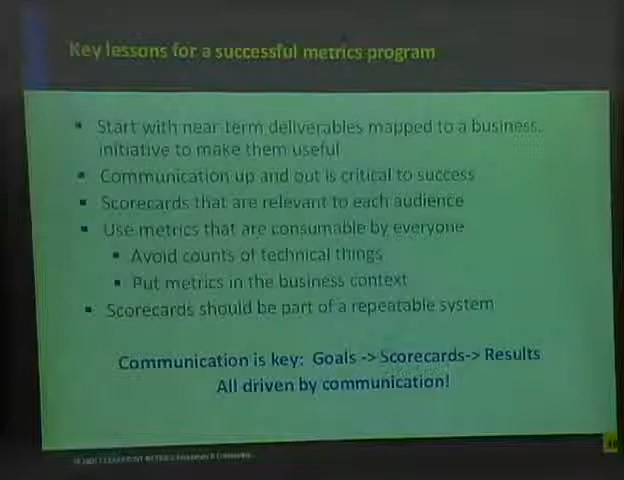 Key lessons for a successful metrics program
▪ Start with near term deliverables mapped to a business
initiative to make them useful
▪ Communication up and out is critical to success
▪ Scorecards that are relevant to each audience
▪ Use metrics that are consumable by everyone
▪ Avoid counts of technical things
▪ Put metrics in the business context
▪ Scorecards should be part of a repeatable system
Communication is key: Goals -> Scorecards-> Results
All driven by communication!